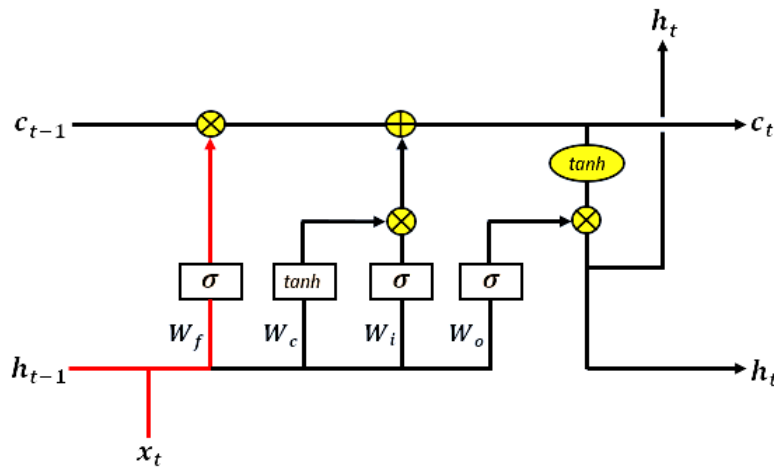 h_t
c_{t-1} c_t
tanh
σ tanh σ σ
W_f W_c W_i W_o
h_{t-1} h_t
x_t